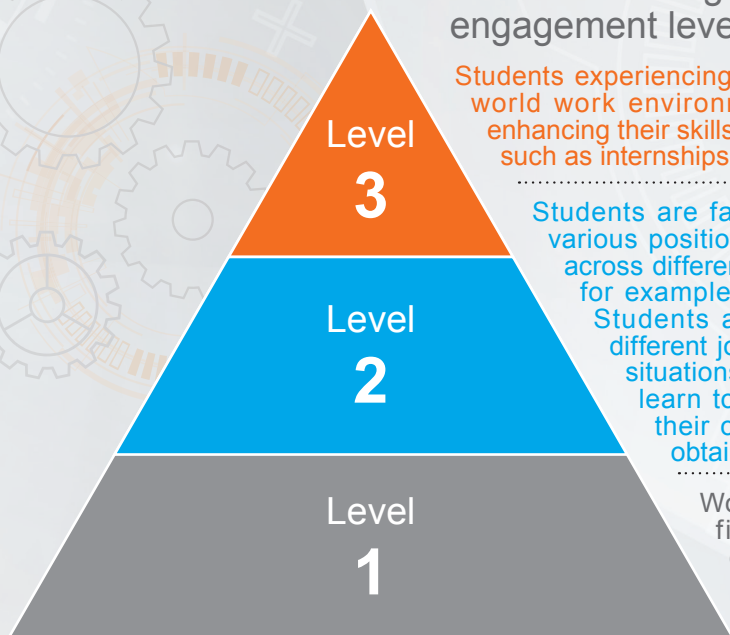 engagement leve
Students experiencing
world work environ
enhancing their skills
such as internships
Level
3
Students are fa
various positio
across differe
for example
Students a
different jo
situations
learn to
their o
obtai
Level
2
Wo
fi
Level
1